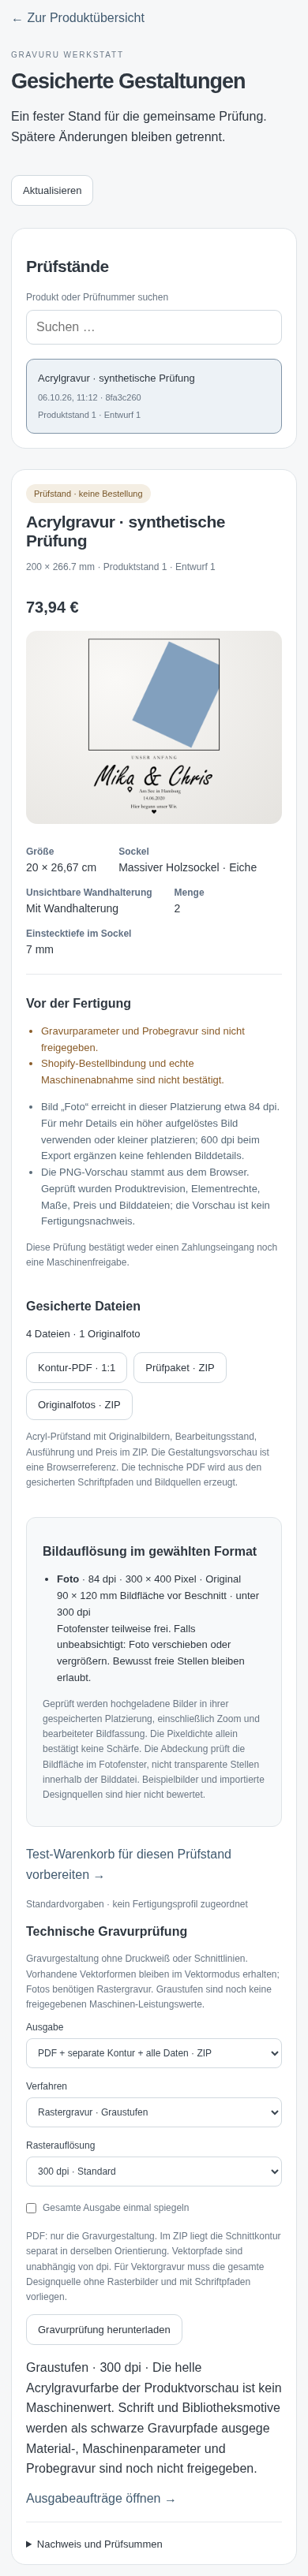 ← Zur Produktübersicht
GRAVURU WERKSTATT
Gesicherte Gestaltungen
Ein fester Stand für die gemeinsame Prüfung.
Spätere Änderungen bleiben getrennt.
Aktualisieren
Prüfstände
Produkt oder Prüfnummer suchen
Suchen …
Acrylgravur · synthetische Prüfung
06.10.26, 11:12 · 8fa3c260
Produktstand 1 · Entwurf 1
Prüfstand · keine Bestellung
Acrylgravur · synthetische
Prüfung
200 × 266.7 mm · Produktstand 1 · Entwurf 1
73,94 €
UNSER ANFANG
Mika & Chris
Am See in Hamburg
14.06.2020
Hier begann unser Wir.
Größe
20 × 26,67 cm
Sockel
Massiver Holzsockel · Eiche
Unsichtbare Wandhalterung
Mit Wandhalterung
Menge
2
Einstecktiefe im Sockel
7 mm
Vor der Fertigung
• Gravurparameter und Probegravur sind nicht
freigegeben.
• Shopify-Bestellbindung und echte
Maschinenabnahme sind nicht bestätigt.
• Bild „Foto“ erreicht in dieser Platzierung etwa 84 dpi.
Für mehr Details ein höher aufgelöstes Bild
verwenden oder kleiner platzieren; 600 dpi beim
Export ergänzen keine fehlenden Bilddetails.
• Die PNG-Vorschau stammt aus dem Browser.
Geprüft wurden Produktrevision, Elementrechte,
Maße, Preis und Bilddateien; die Vorschau ist kein
Fertigungsnachweis.
Diese Prüfung bestätigt weder einen Zahlungseingang noch
eine Maschinenfreigabe.
Gesicherte Dateien
4 Dateien · 1 Originalfoto
Kontur-PDF · 1:1
Prüfpaket · ZIP
Originalfotos · ZIP
Acryl-Prüfstand mit Originalbildern, Bearbeitungsstand,
Ausführung und Preis im ZIP. Die Gestaltungsvorschau ist
eine Browserreferenz. Die technische PDF wird aus den
gesicherten Schriftpfaden und Bildquellen erzeugt.
Bildauflösung im gewählten Format
• Foto · 84 dpi · 300 × 400 Pixel · Original
90 × 120 mm Bildfläche vor Beschnitt · unter
300 dpi
Fotofenster teilweise frei. Falls
unbeabsichtigt: Foto verschieben oder
vergrößern. Bewusst freie Stellen bleiben
erlaubt.
Geprüft werden hochgeladene Bilder in ihrer
gespeicherten Platzierung, einschließlich Zoom und
bearbeiteter Bildfassung. Die Pixeldichte allein
bestätigt keine Schärfe. Die Abdeckung prüft die
Bildfläche im Fotofenster, nicht transparente Stellen
innerhalb der Bilddatei. Beispielbilder und importierte
Designquellen sind hier nicht bewertet.
Test-Warenkorb für diesen Prüfstand
vorbereiten →
Standardvorgaben · kein Fertigungsprofil zugeordnet
Technische Gravurprüfung
Gravurgestaltung ohne Druckweiß oder Schnittlinien.
Vorhandene Vektorformen bleiben im Vektormodus erhalten;
Fotos benötigen Rastergravur. Graustufen sind noch keine
freigegebenen Maschinen-Leistungswerte.
Ausgabe
PDF + separate Kontur + alle Daten · ZIP
Verfahren
Rastergravur · Graustufen
Rasterauflösung
300 dpi · Standard
Gesamte Ausgabe einmal spiegeln
PDF: nur die Gravurgestaltung. Im ZIP liegt die Schnittkontur
separat in derselben Orientierung. Vektorpfade sind
unabhängig von dpi. Für Vektorgravur muss die gesamte
Designquelle ohne Rasterbilder und mit Schriftpfaden
vorliegen.
Gravurprüfung herunterladen
Graustufen · 300 dpi · Die helle
Acrylgravurfarbe der Produktvorschau ist kein
Maschinenwert. Schrift und Bibliotheksmotive
werden als schwarze Gravurpfade ausgege
Material-, Maschinenparameter und
Probegravur sind noch nicht freigegeben.
Ausgabeaufträge öffnen →
▶ Nachweis und Prüfsummen